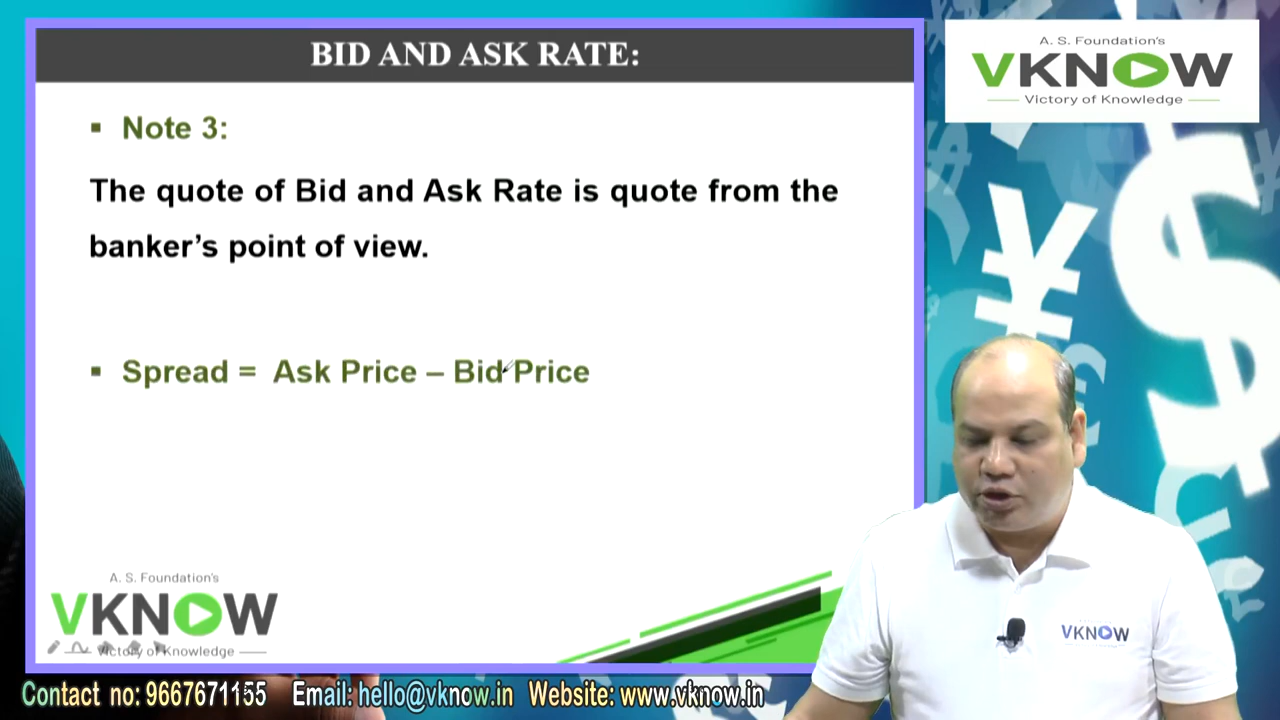 BID AND ASK RATE:
▪ Note 3:
The quote of Bid and Ask Rate is quote from the
banker’s point of view.
▪ Spread = Ask Price – Bid Price
A. S. Foundation's
VKNOW
Victory of Knowledge
A. S. Foundation's
VKNOW
Victory of Knowledge
VKNOW
Contact no: 9667671155 Email: hello@vknow.in Website: www.vknow.in